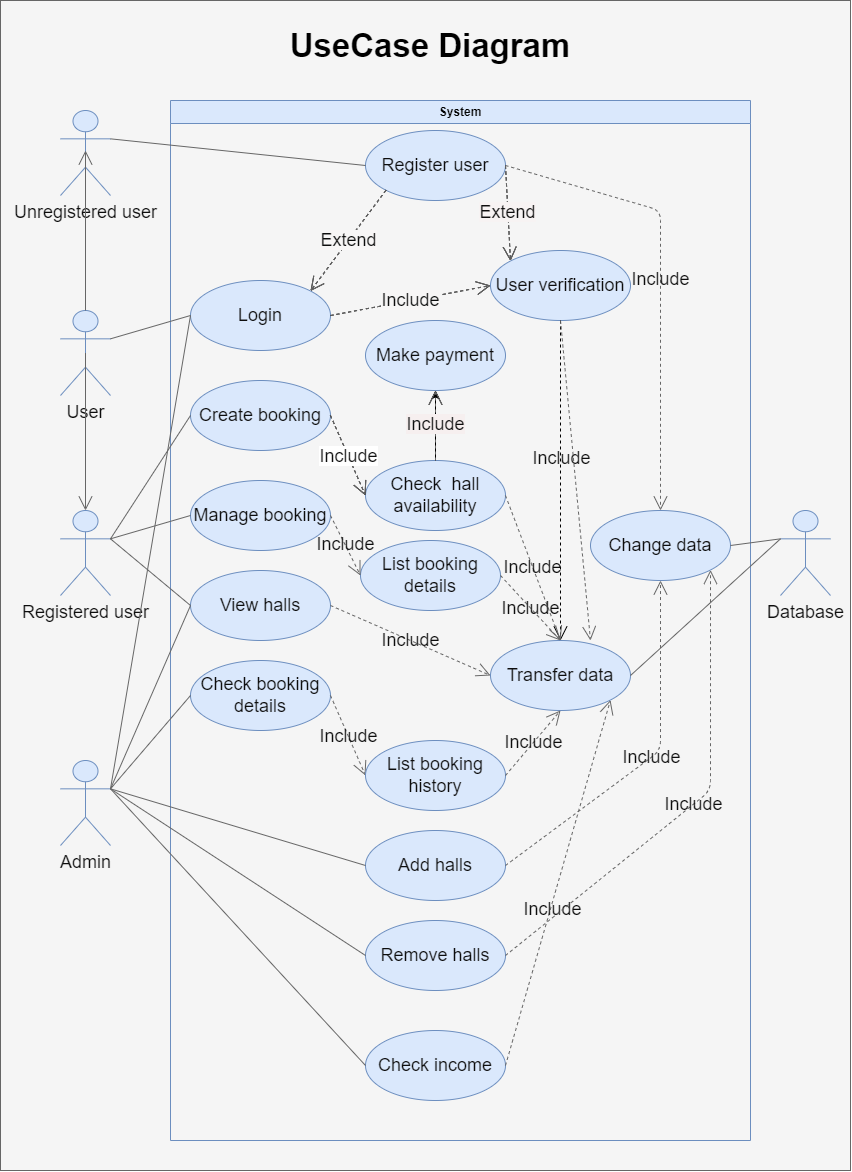 UseCase Diagram
System
Register user
Unregistered user
Extend
Extend
Include
User verification
Include
Login
Make payment
User
Create booking
Include
Include
Include
Check hall
availability
Manage booking
Include
List booking
details
Include
Change data
View halls
Include
Registered user
Database
Include
Transfer data
Check booking
details
Include
Include
Include
List booking
history
Include
Admin
Add halls
Include
Remove halls
Check income